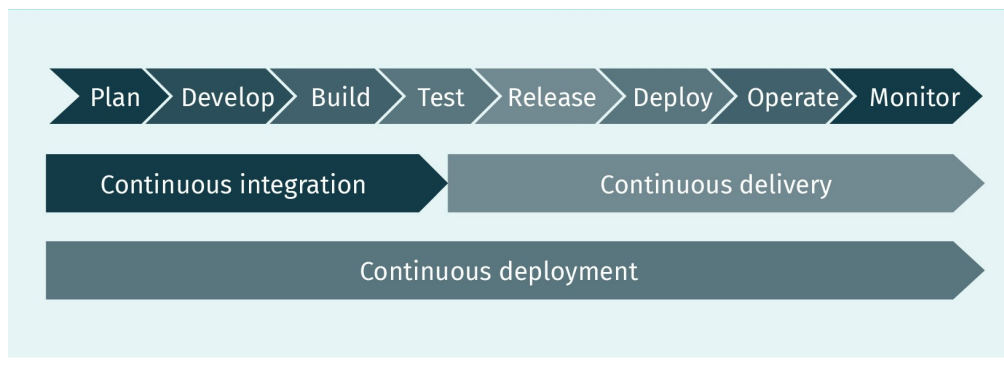 Plan Develop Build Test Release Deploy Operate Monitor
Continuous integration Continuous delivery
Continuous deployment